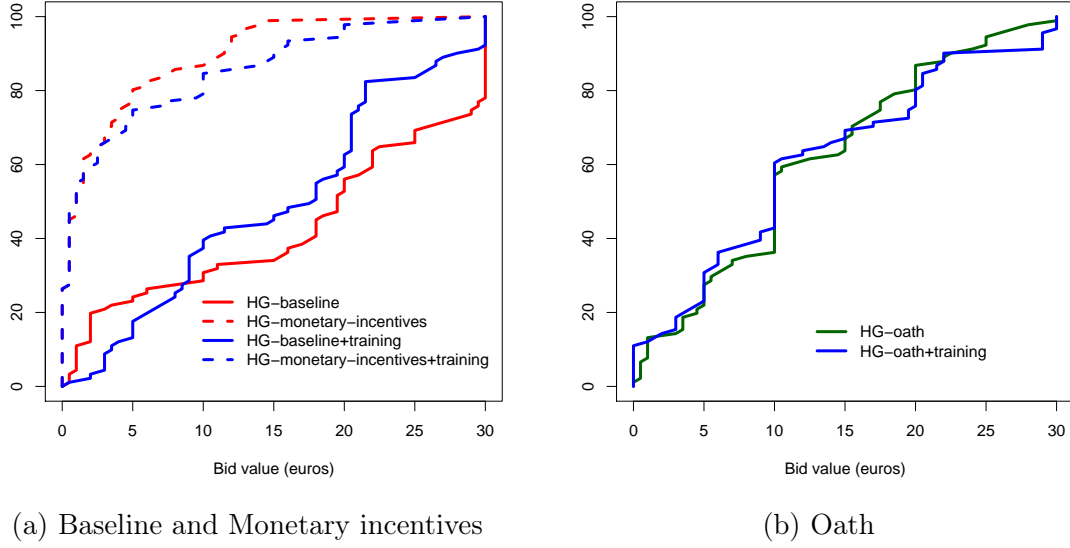 100
80
60
40
20
0
HG−baseline
HG−monetary−incentives
HG−baseline+training
HG−monetary−incentives+training
0 5 10 15 20 25 30
Bid value (euros)
(a) Baseline and Monetary incentives
100
80
60
40
20
0
HG−oath
HG−oath+training
0 5 10 15 20 25 30
Bid value (euros)
(b) Oath